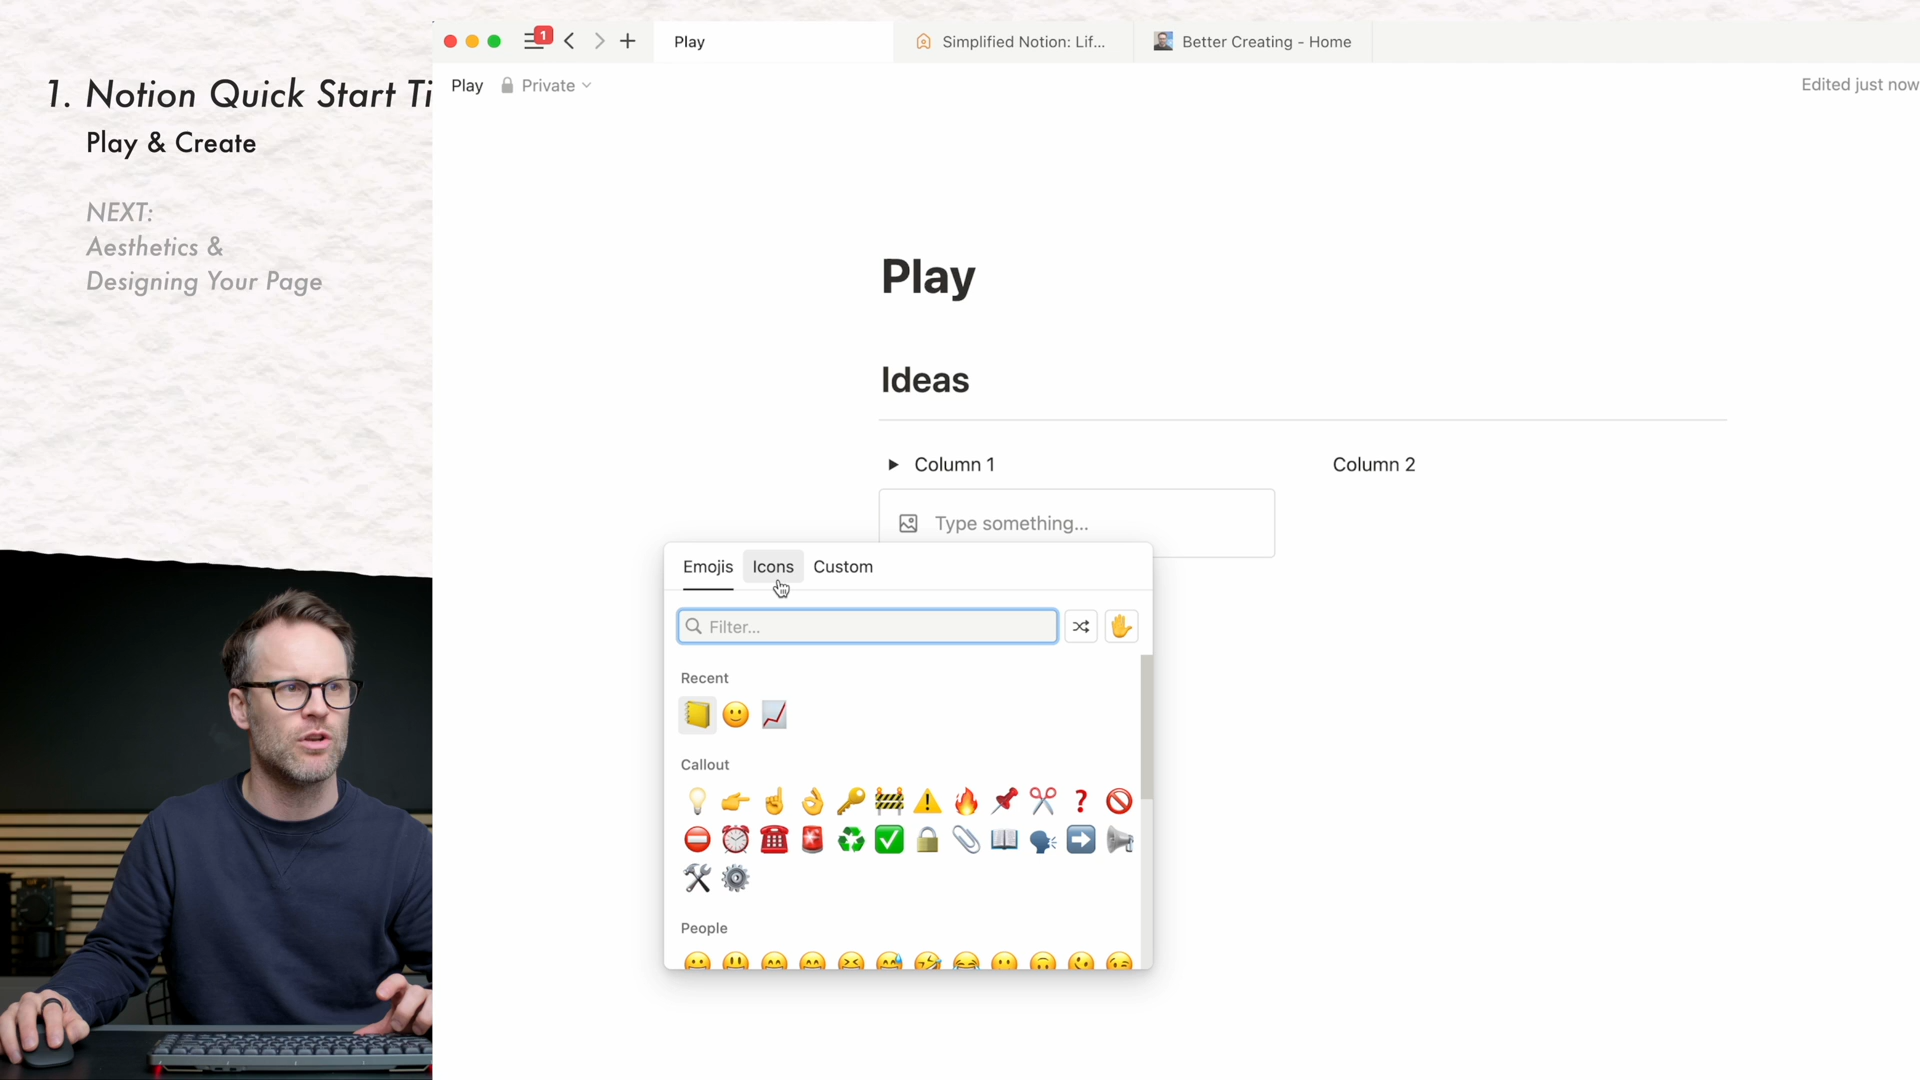 1. Notion Quick Start Ti
Play & Create
NEXT:
Aesthetics &
Designing Your Page
1
Play
Simplified Notion: Lif...
Better Creating - Home
Play
Private
Edited just now
Play
Ideas
Column 1
Column 2
Type something...
Emojis
Icons
Custom
Filter...
Recent
Callout
People